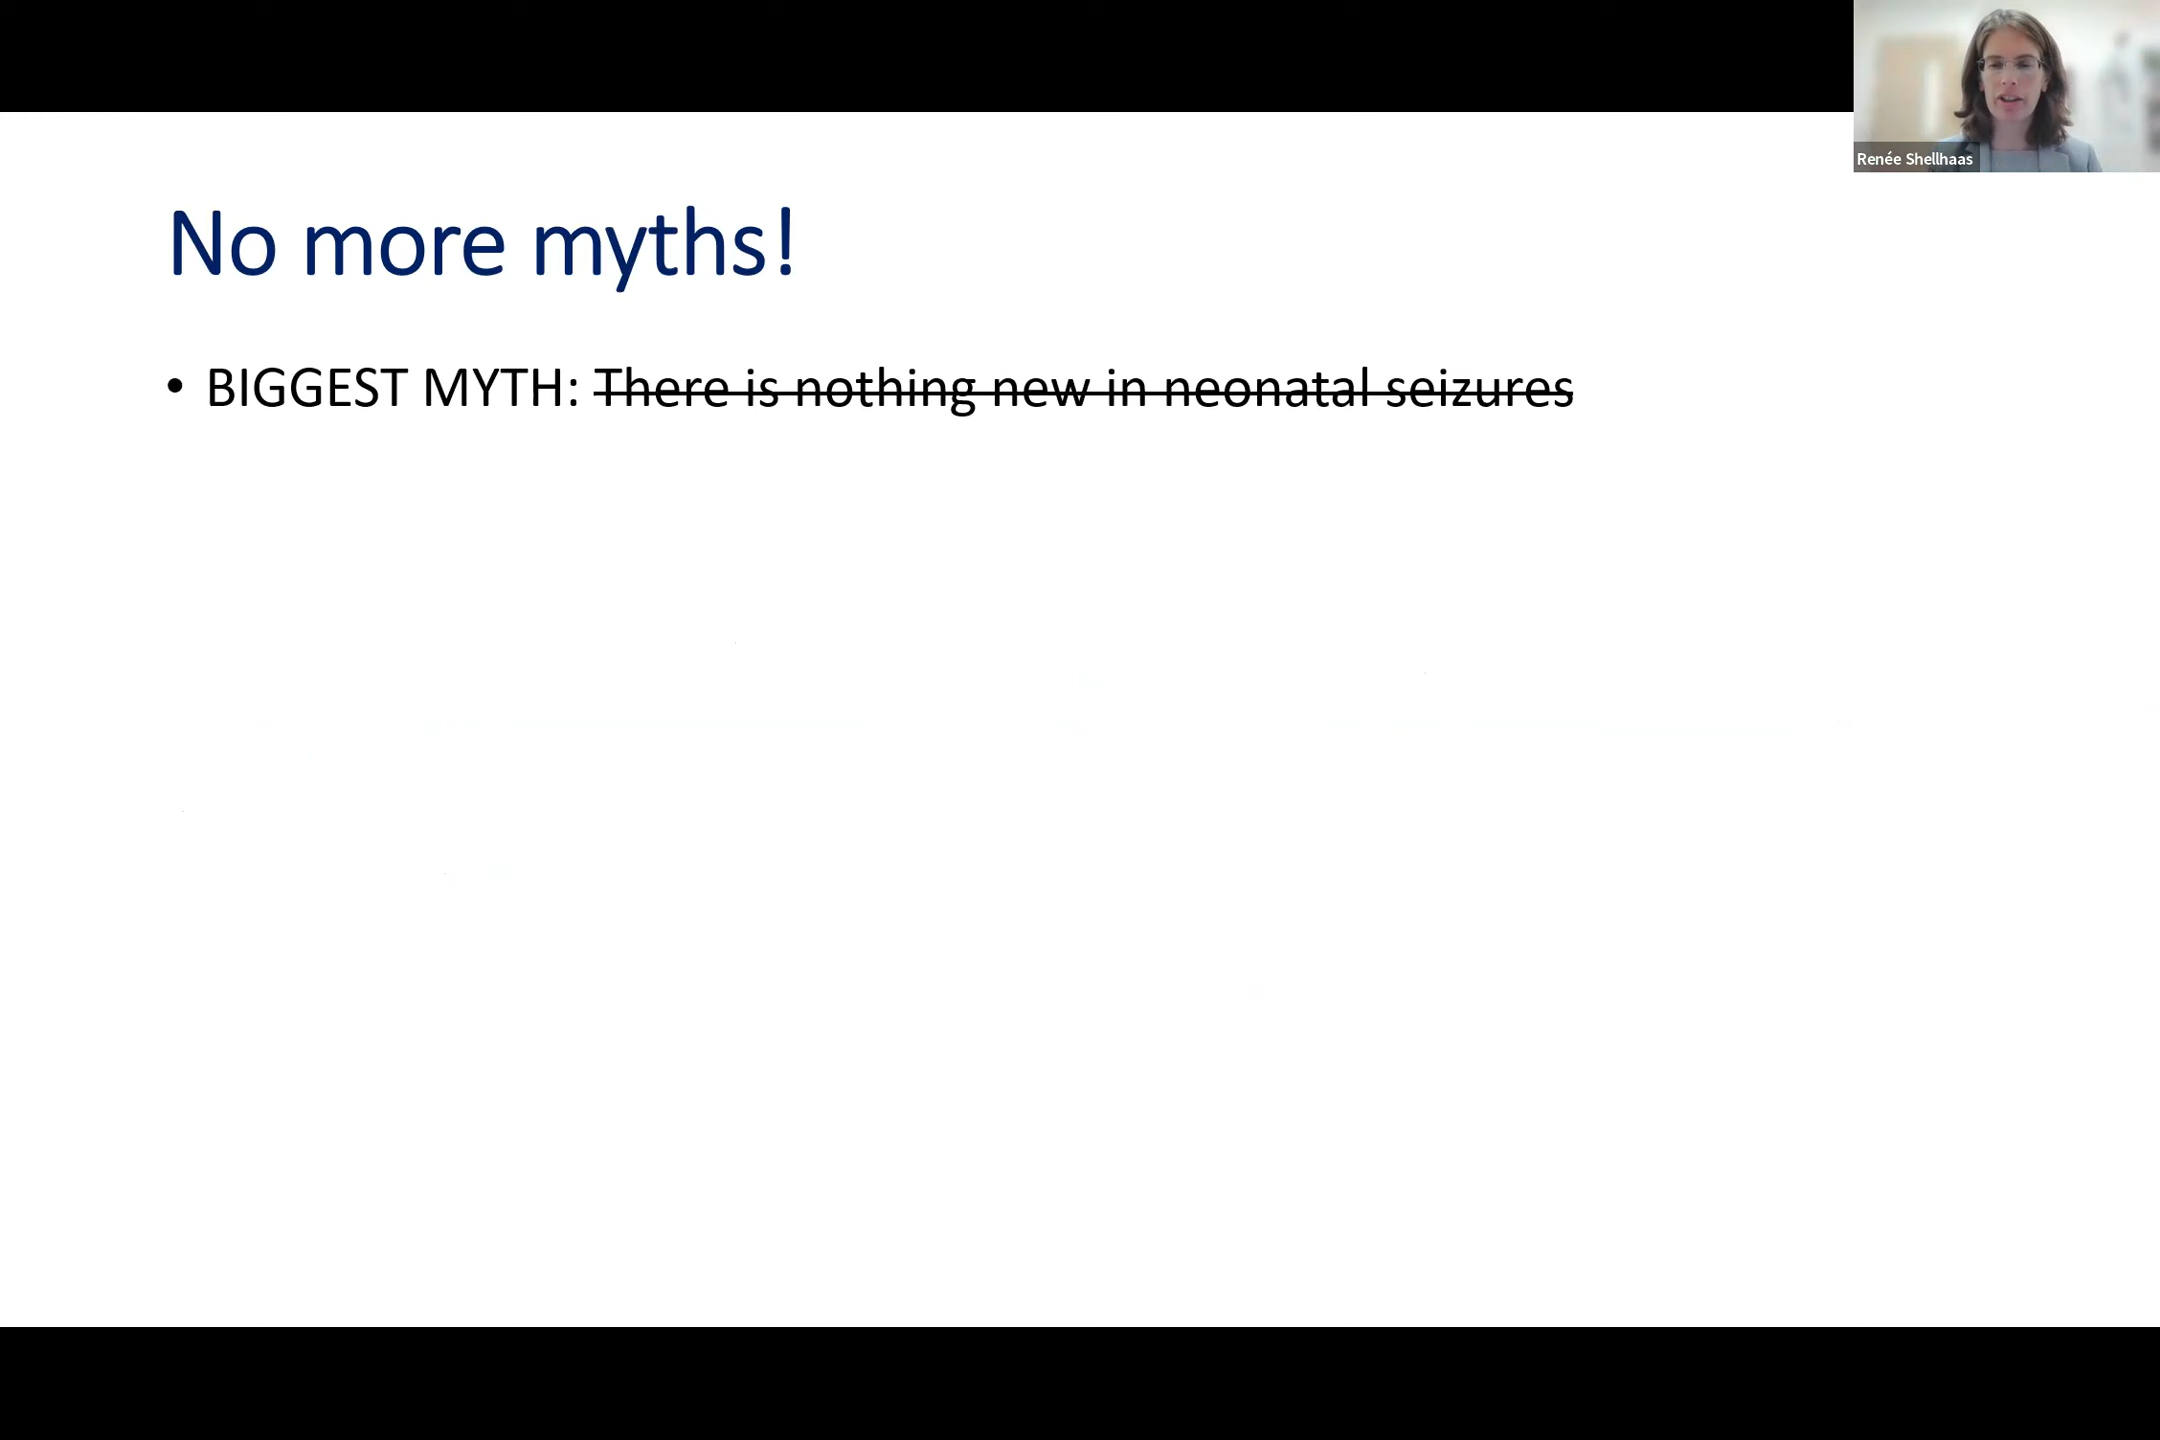 Renée Shellhaas
No more myths!
• BIGGEST MYTH: There is nothing new in neonatal seizures